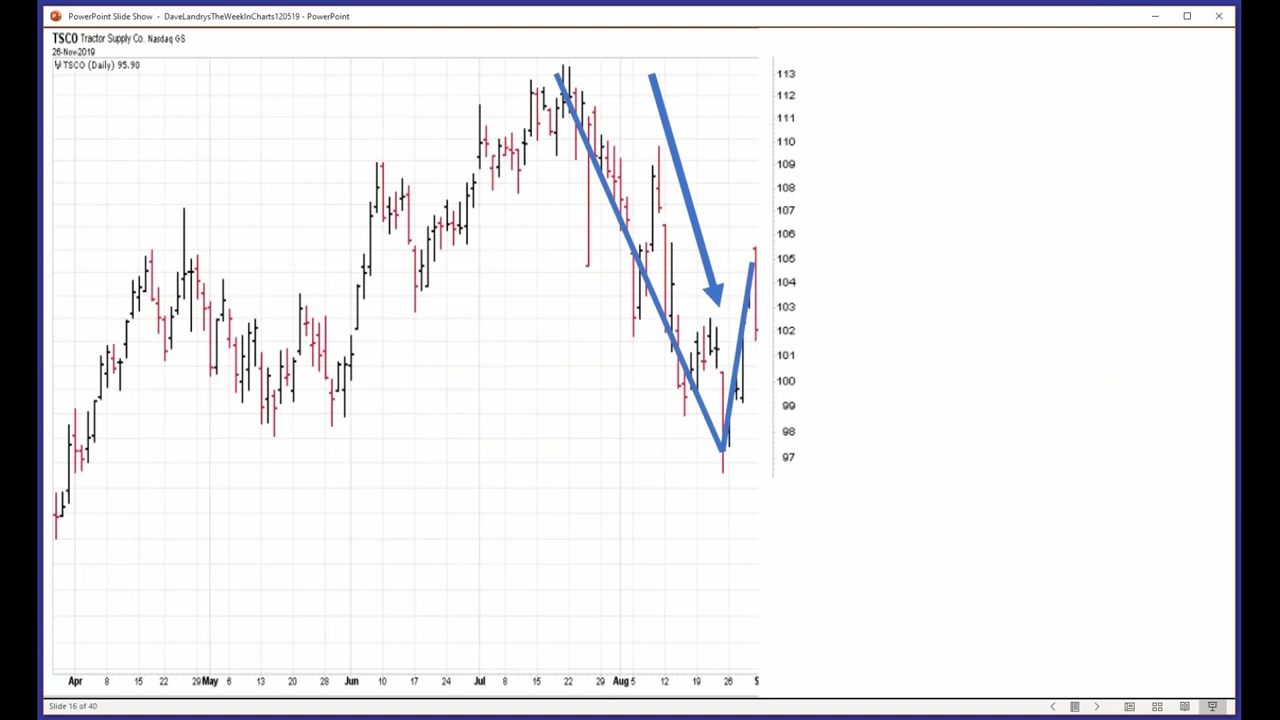 PowerPoint Slide Show - DaveLandrysTheWeekInCharts120519 - PowerPoint
TSCO Tractor Supply Co. Nasdaq GS
26-Nov-2019
TSCO (Daily) 95.90
113
112
111
110
109
108
107
106
105
104
103
102
101
100
99
98
97
Apr 8 15 22 29 May 6 13 20 28 Jun 10 17 24 Jul 8 15 22 29 Aug 5 12 19 26 S
Slide 16 of 40